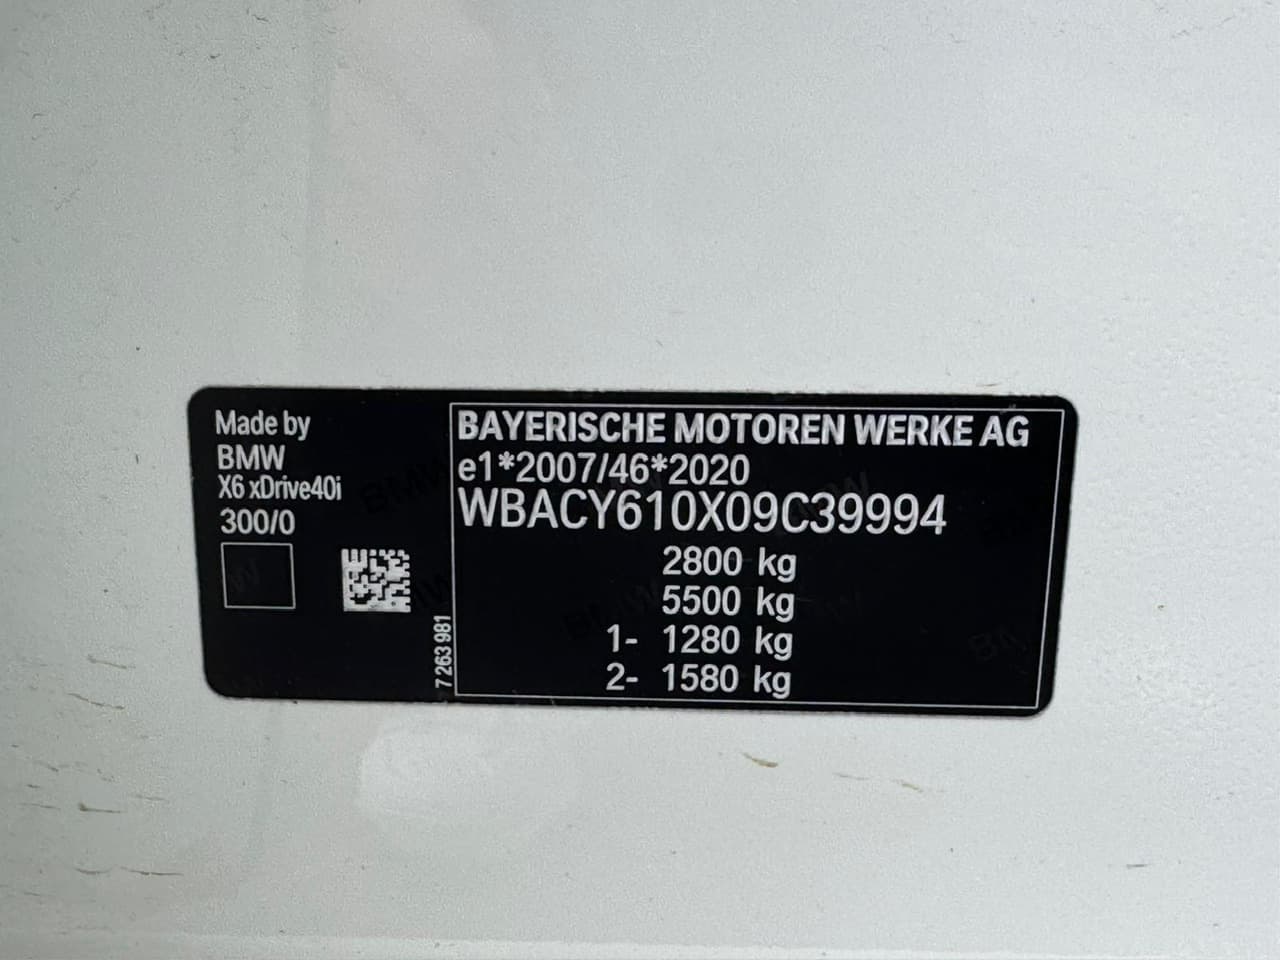 Made by
BMW
X6 xDrive40i
300/0
7 263 981
BAYERISCHE MOTOREN WERKE AG
e1*2007/46*2020
WBACY610X09C39994
2800 kg
5500 kg
1- 1280 kg
2- 1580 kg